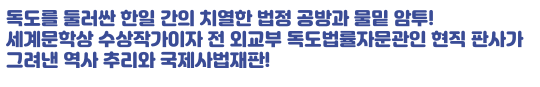 독도를 둘러싼 한일 간의 치열한 법정 공방과 물밑 암투!
세계문학상 수상작가이자 전 외교부 독도법률자문관인 현직 판사가
그려낸 역사 추리와 국제사법재판!